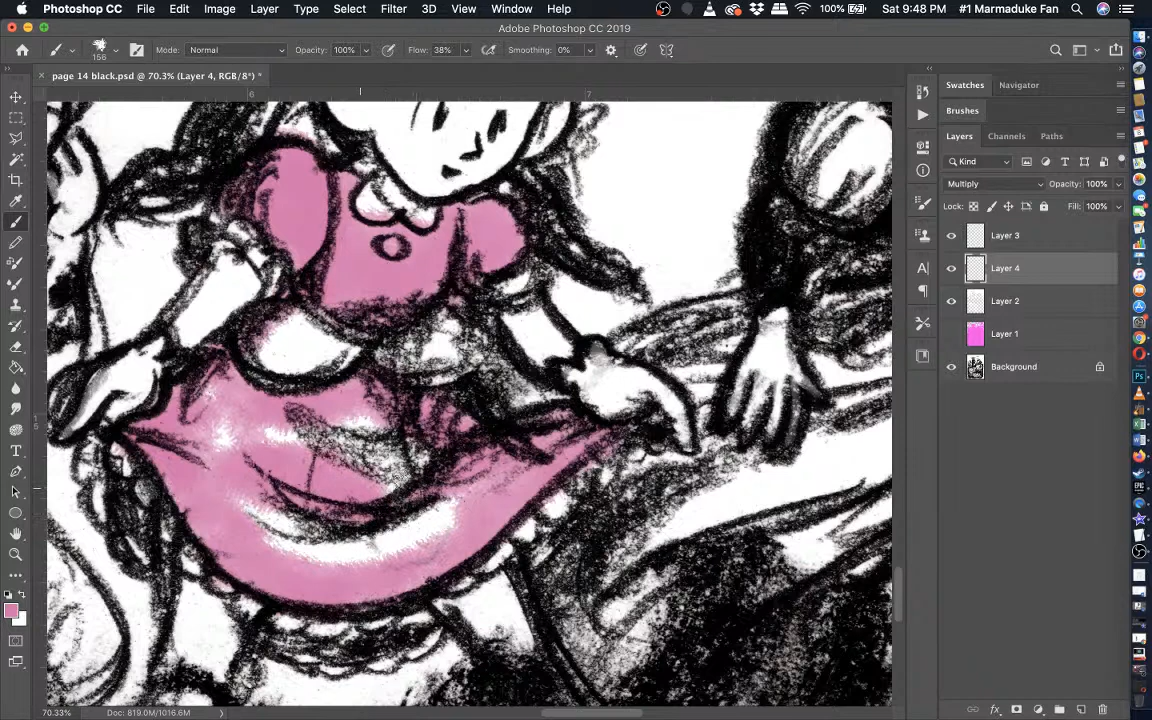 Photoshop CC File Edit Image Layer Type Select Filter 3D View Window Help 100% Sat 9:48 PM #1 Marmaduke Fan
Adobe Photoshop CC 2019
156 Mode: Normal Opacity: 100% Flow: 38% Smoothing: 0%
× page 14 black.psd @ 70.3% (Layer 4, RGB/8*) *
6 7
Swatches Navigator
Brushes
Layers Channels Paths
Kind
Multiply Opacity: 100%
Lock: Fill: 100%
Layer 3
Layer 4
Layer 2
Layer 1
Background
70.33% Doc: 819.0M/1016.6M